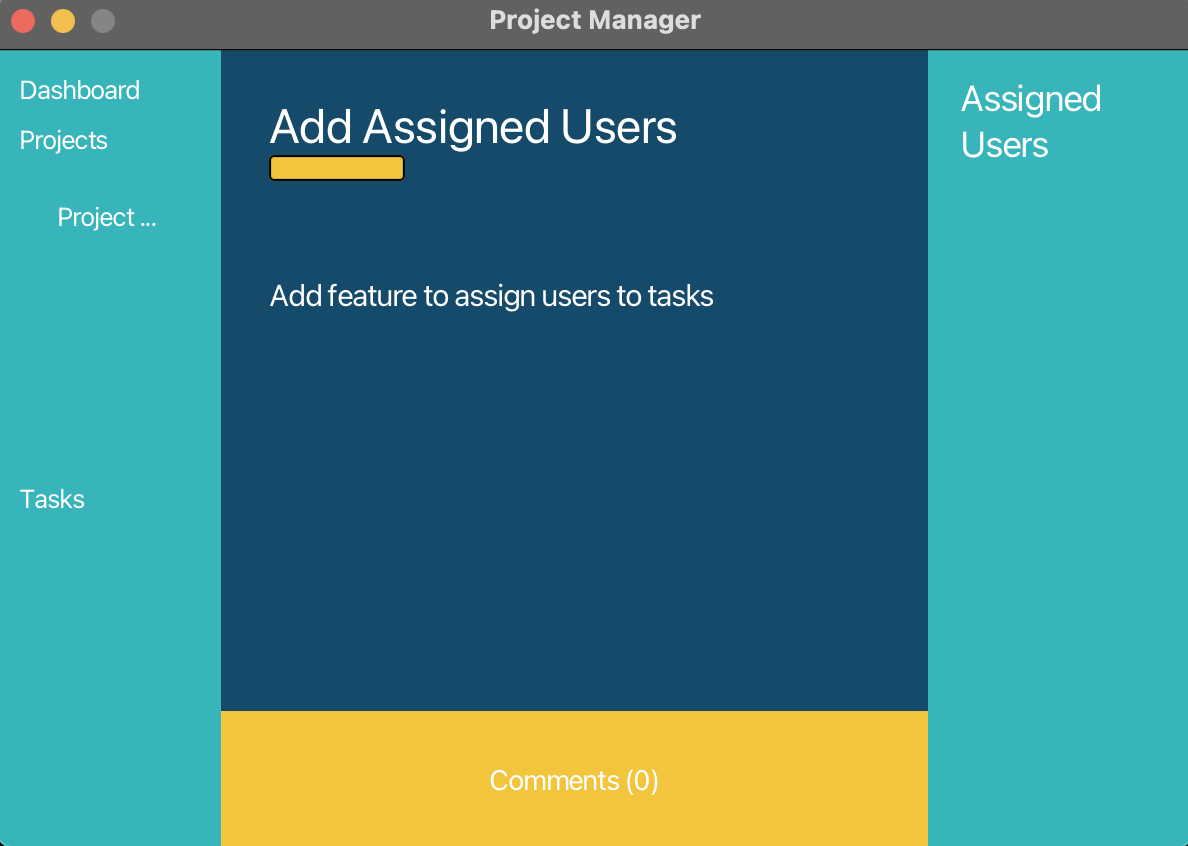 Project Manager
Dashboard
Projects
Project ...
Tasks
Add Assigned Users
Add feature to assign users to tasks
Comments (0)
Assigned
Users